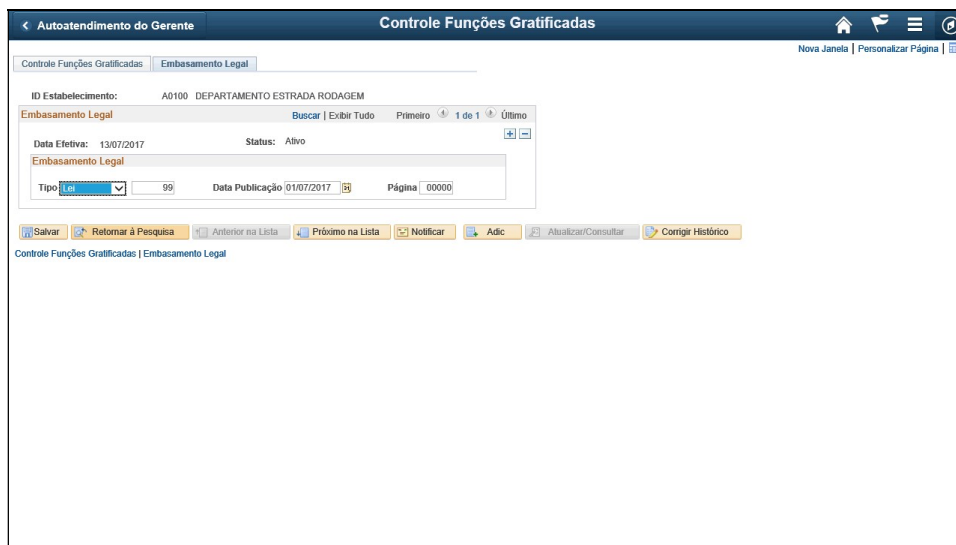 Autoatendimento do Gerente Controle Funções Gratificadas
Nova Janela | Personalizar Página |
Controle Funções Gratificadas Embasamento Legal
ID Estabelecimento: A0100 DEPARTAMENTO ESTRADA RODAGEM
Embasamento Legal Buscar | Exibir Tudo Primeiro 1 de 1 Último
Data Efetiva: 13/07/2017 Status: Ativo
Embasamento Legal
Tipo Lei 99 Data Publicação 01/07/2017 Página 00000
Salvar Retornar à Pesquisa Anterior na Lista Próximo na Lista Notificar Adic Atualizar/Consultar Corrigir Histórico
Controle Funções Gratificadas | Embasamento Legal